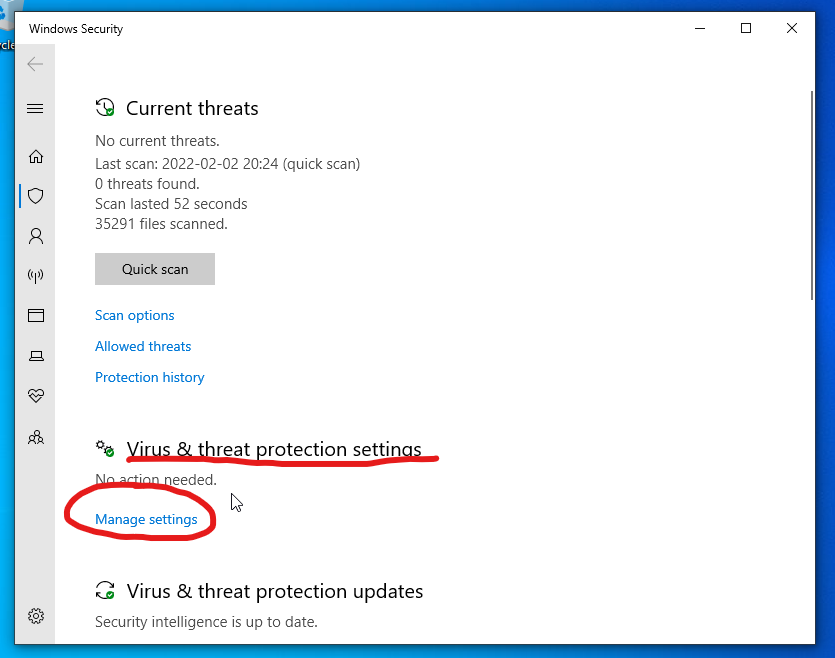 Windows Security
Current threats
No current threats.
Last scan: 2022-02-02 20:24 (quick scan)
0 threats found.
Scan lasted 52 seconds
35291 files scanned.
Quick scan
Scan options
Allowed threats
Protection history
Virus & threat protection settings
No action needed.
Manage settings
Virus & threat protection updates
Security intelligence is up to date.